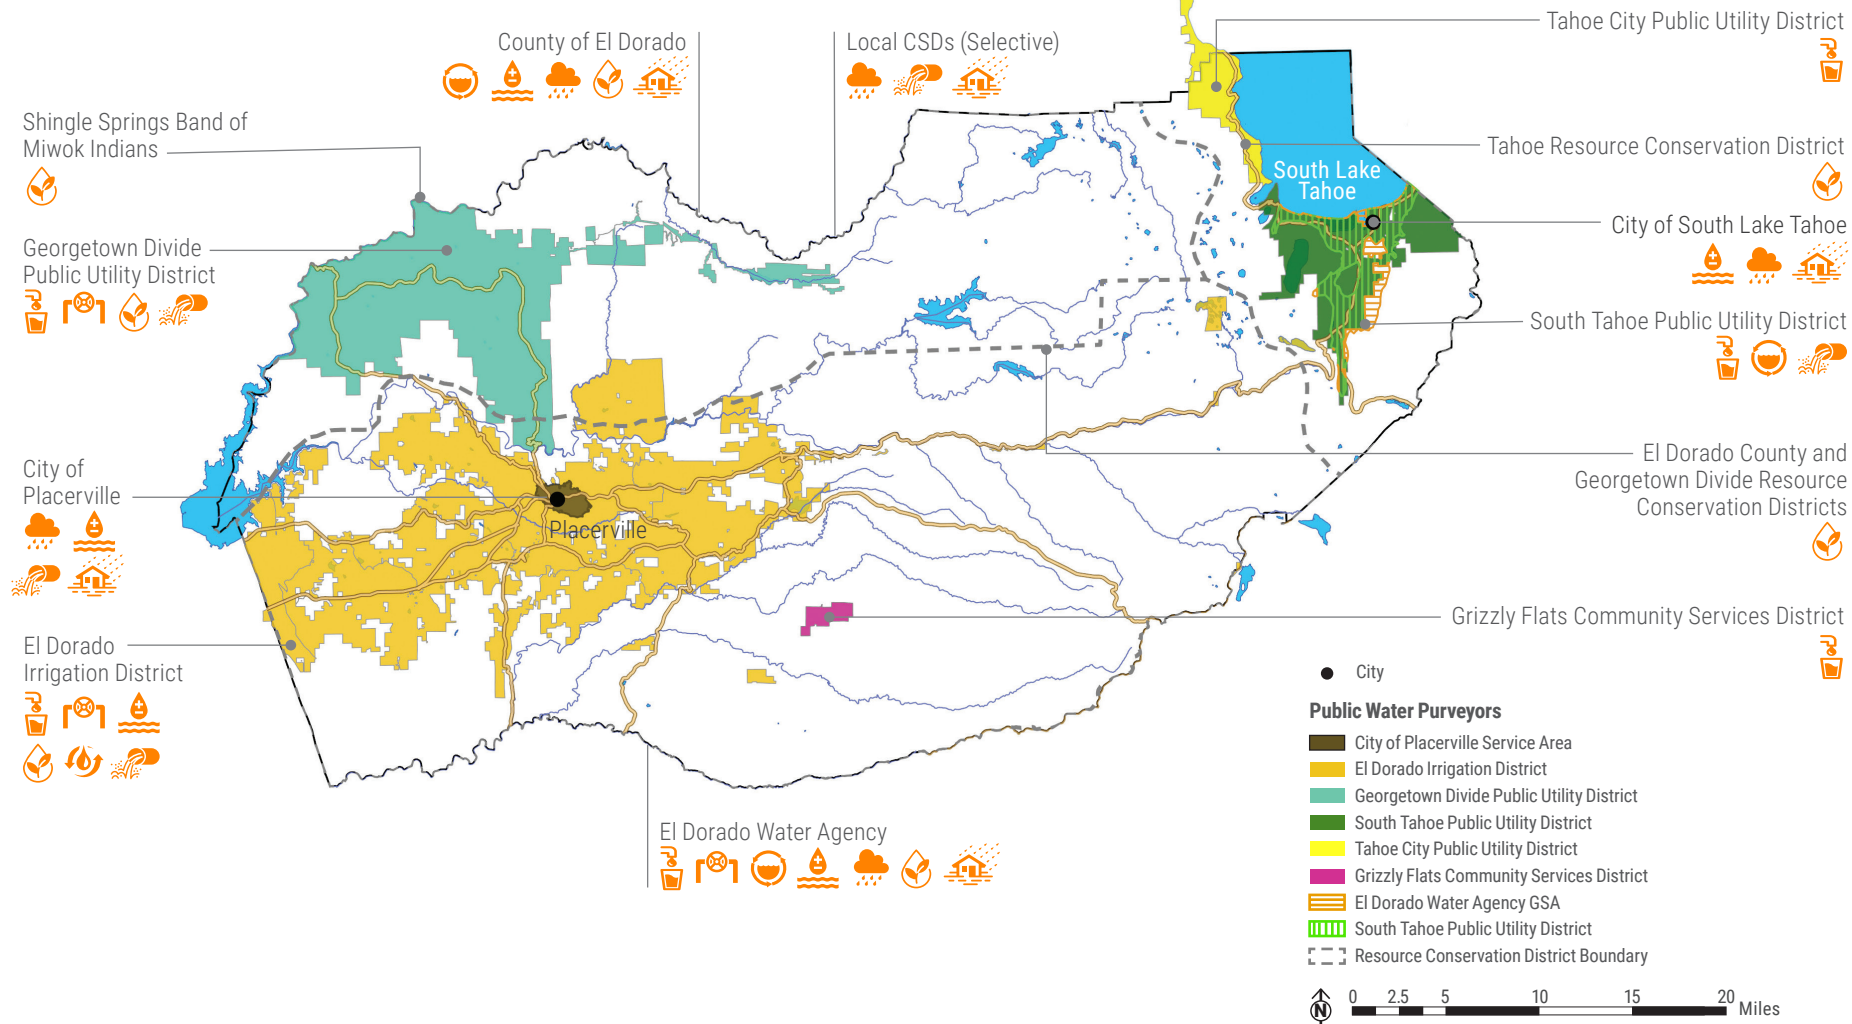 County of El Dorado
Local CSDs (Selective)
Tahoe City Public Utility District
Shingle Springs Band of
Miwok Indians
Tahoe Resource Conservation District
South Lake
Tahoe
City of South Lake Tahoe
Georgetown Divide
Public Utility District
South Tahoe Public Utility District
City of
Placerville
Placerville
El Dorado County and
Georgetown Divide Resource
Conservation Districts
El Dorado
Irrigation District
Grizzly Flats Community Services District
El Dorado Water Agency
City
Public Water Purveyors
City of Placerville Service Area
El Dorado Irrigation District
Georgetown Divide Public Utility District
South Tahoe Public Utility District
Tahoe City Public Utility District
Grizzly Flats Community Services District
El Dorado Water Agency GSA
South Tahoe Public Utility District
Resource Conservation District Boundary
N
0 2.5 5 10 15 20 Miles